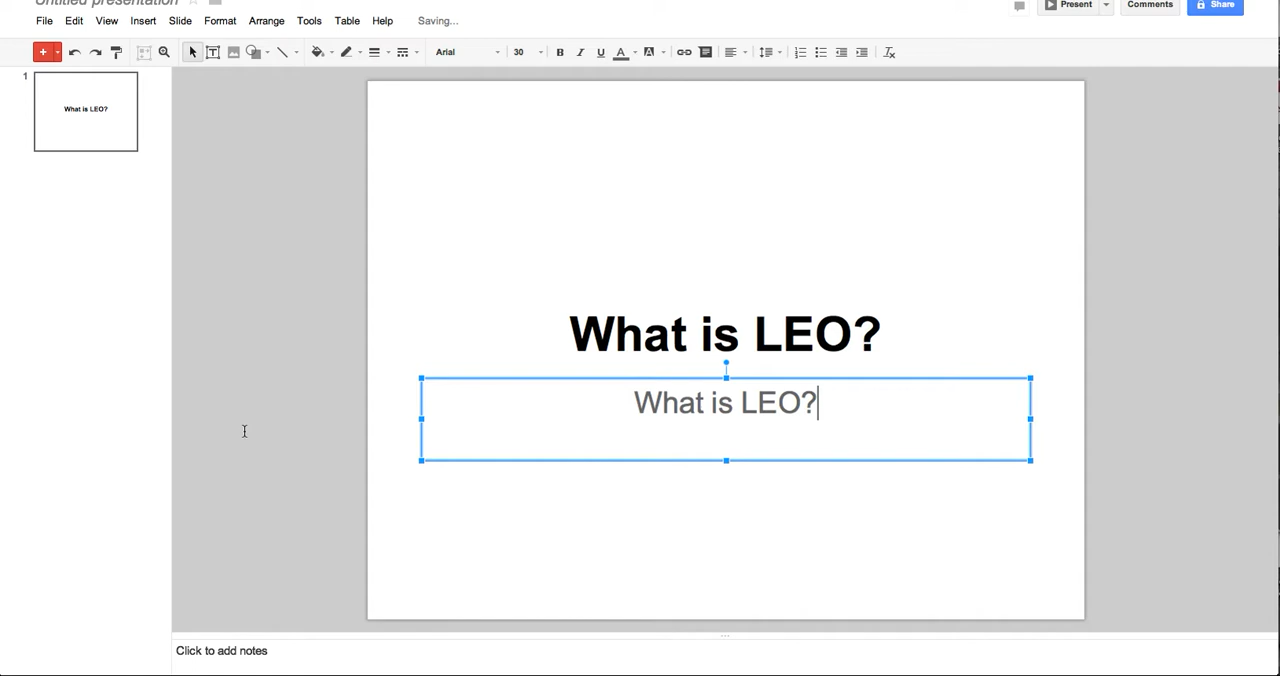 Untitled presentation
File Edit View Insert Slide Format Arrange Tools Table Help Saving... Present Comments Share
Arial 30 B I U A A
1
What is LEO?
What is LEO?
What is LEO?
Click to add notes